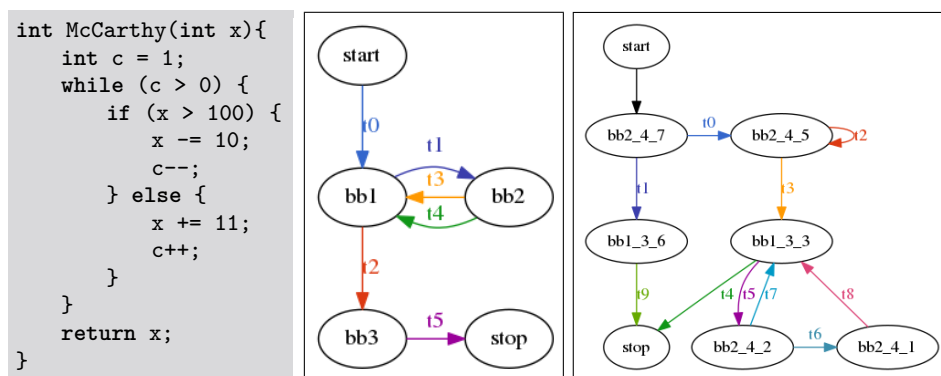 int McCarthy(int x){
int c = 1;
while (c > 0) {
if (x > 100) {
x -= 10;
c--;
} else {
x += 11;
c++;
}
}
return x;
}
start
t0
t1
bb1
t3
bb2
t4
t2
bb3
t5
stop
start
bb2_4_7
t0
bb2_4_5
t2
t1
t3
bb1_3_6
bb1_3_3
t9
t4
t5
t7
t8
stop
bb2_4_2
t6
bb2_4_1